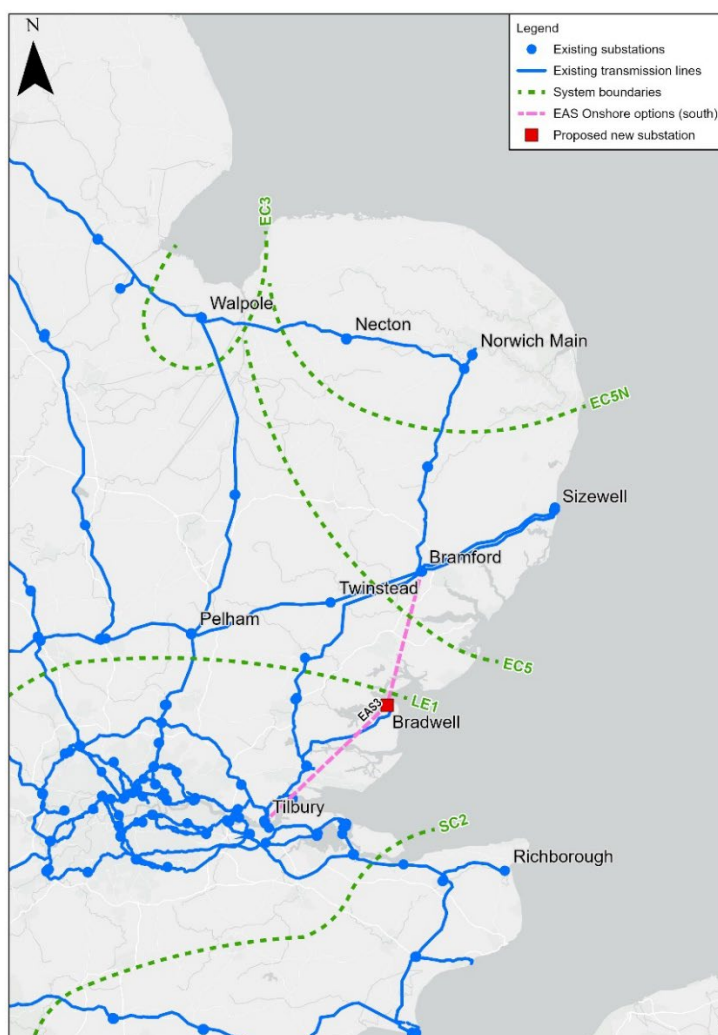 N
Legend
Existing substations
Existing transmission lines
System boundaries
EAS Onshore options (south)
Proposed new substation
EC3
Walpole
Necton
Norwich Main
EC5N
Sizewell
Bramford
Twinstead
Pelham
EC5
LE1
EAS3
Bradwell
Tilbury
SC2
Richborough